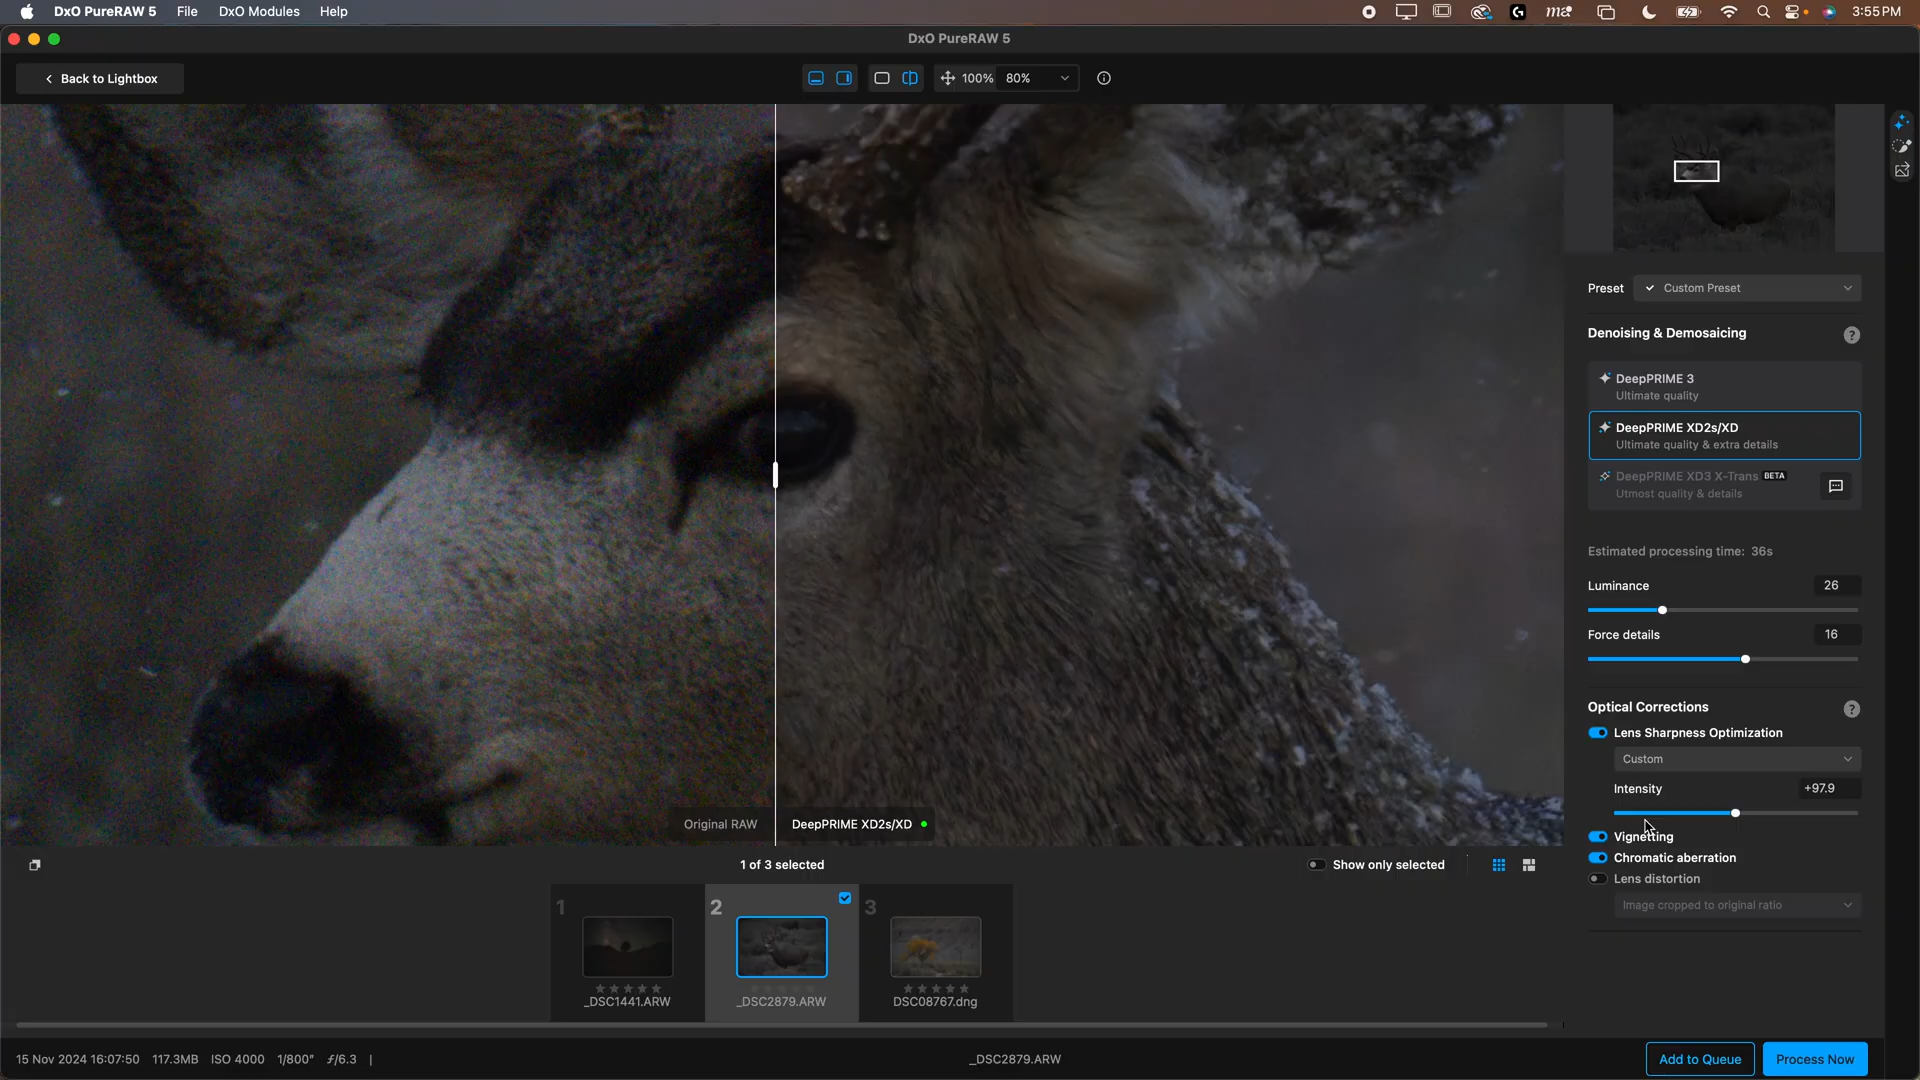 DxO PureRAW 5 File DxO Modules Help 3:55 PM
DxO PureRAW 5
Back to Lightbox 100% 80%
Preset Custom Preset
Denoising & Demosaicing ?
DeepPRIME 3
Ultimate quality
DeepPRIME XD2s/XD
Ultimate quality & extra details
DeepPRIME XD3 X-Trans BETA
Utmost quality & details
Estimated processing time: 36s
Luminance 26
Force details 16
Optical Corrections ?
Lens Sharpness Optimization
Custom
Intensity +97.9
Vignetting
Chromatic aberration
Lens distortion
Image cropped to original ratio
Original RAW DeepPRIME XD2s/XD
1 of 3 selected Show only selected
1 2 3
_DSC1441.ARW _DSC2879.ARW DSC08767.dng
15 Nov 2024 16:07:50 117.3MB ISO 4000 1/800" ƒ/6.3 | _DSC2879.ARW Add to Queue Process Now